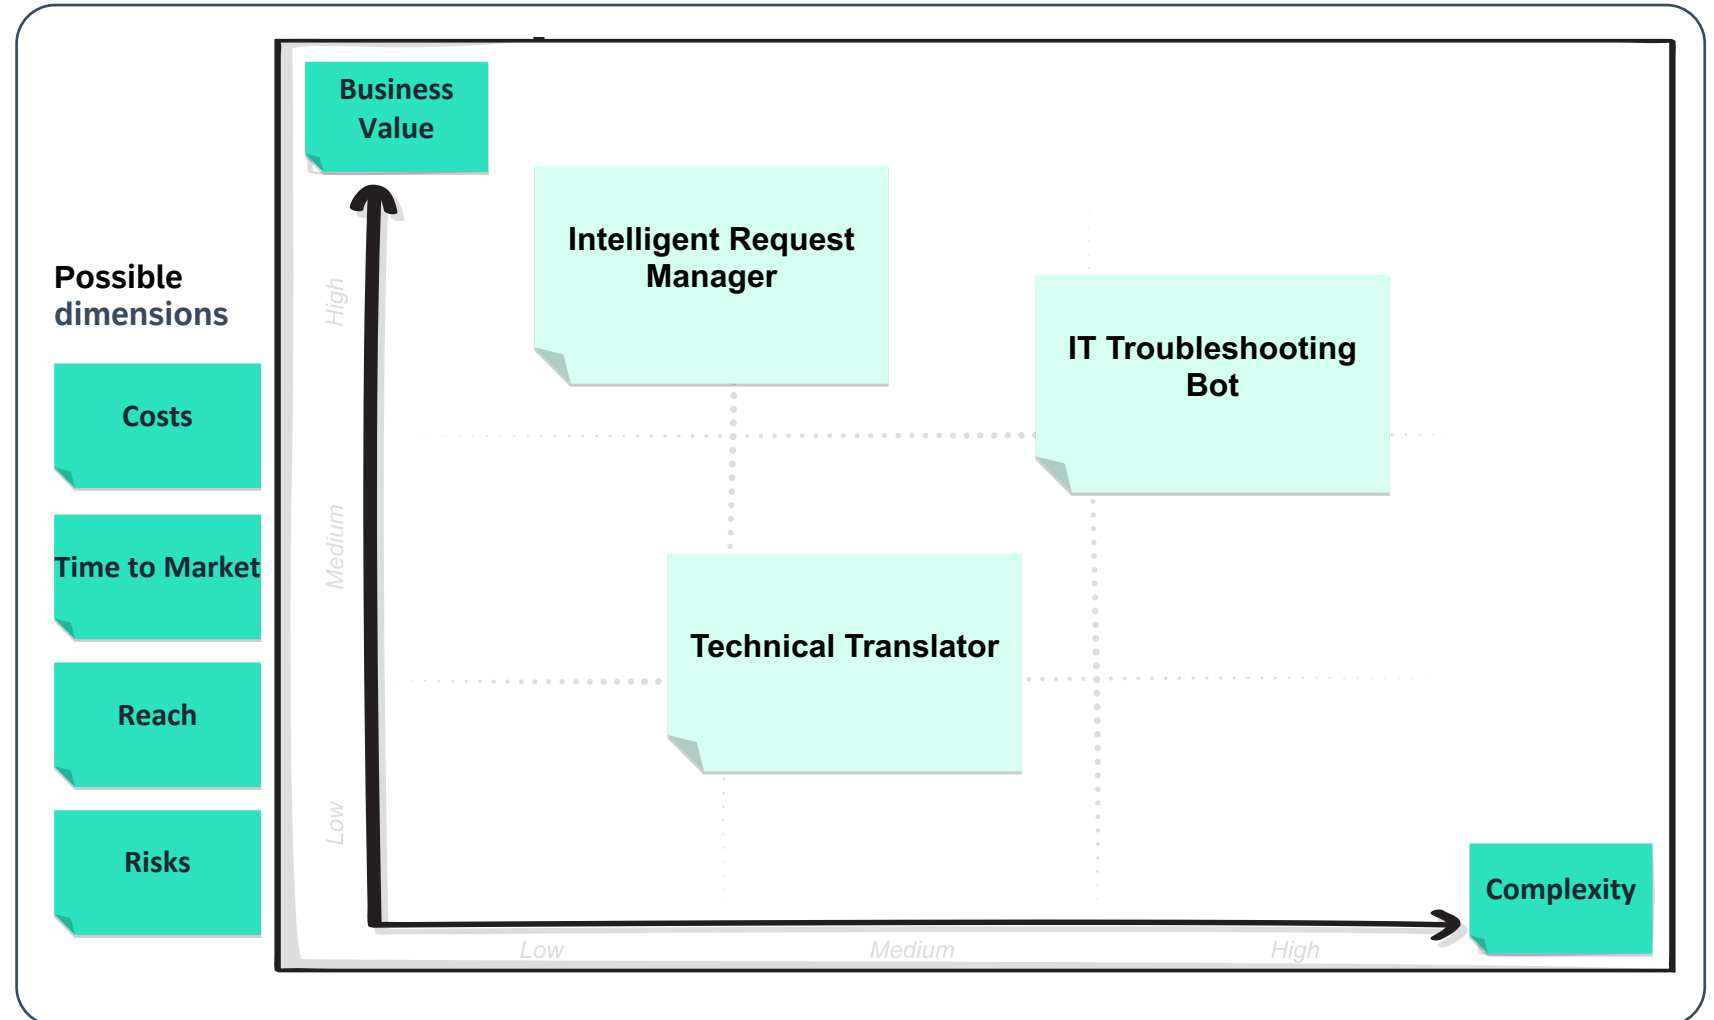 Business
Value
Intelligent Request
Manager
IT Troubleshooting
Bot
Technical Translator
Possible
dimensions
Costs
Time to Market
Reach
Risks
High
Medium
Low
Low
Medium
High
Complexity